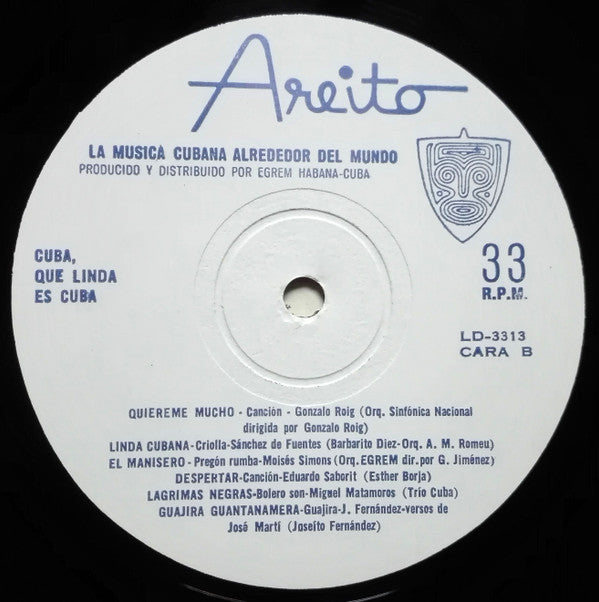 Areito
LA MUSICA CUBANA ALREDEDOR DEL MUNDO
PRODUCIDO Y DISTRIBUIDO POR EGREM HABANA-CUBA
CUBA,
QUE LINDA
ES CUBA
33
R.P.M.
LD-3313
CARA B
QUIEREME MUCHO - Canción - Gonzalo Roig (Orq. Sinfónica Nacional
dirigida por Gonzalo Roig)
LINDA CUBANA-Criolla-Sánchez de Fuentes (Barbarito Diez-Orq. A. M. Romeu)
EL MANISERO - Pregón rumba-Moisés Simons (Orq. EGREM dir. por G. Jiménez)
DESPERTAR-Canción-Eduardo Saborit (Esther Borja)
LAGRIMAS NEGRAS-Bolero son-Miguel Matamoros (Trío Cuba)
GUAJIRA GUANTANAMERA-Guajira-J. Fernández-versos de
José Martí (Joseíto Fernández)